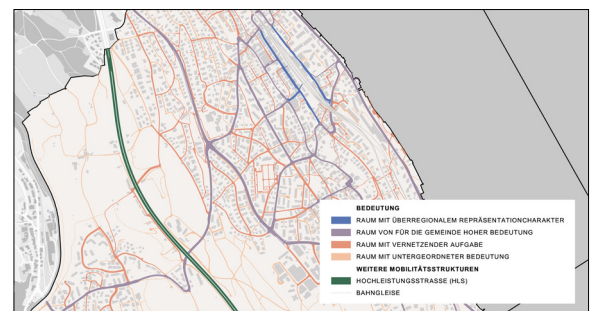 BEDEUTUNG
RAUM MIT ÜBERREGIONALEM REPRÄSENTATIONCHARAKTER
RAUM VON FÜR DIE GEMEINDE HOHER BEDEUTUNG
RAUM MIT VERNETZENDER AUFGABE
RAUM MIT UNTERGEORDNETER BEDEUTUNG
WEITERE MOBILITÄTSSTRUKTUREN
HOCHLEISTUNGSSTRASSE (HLS)
BAHNGLEISE